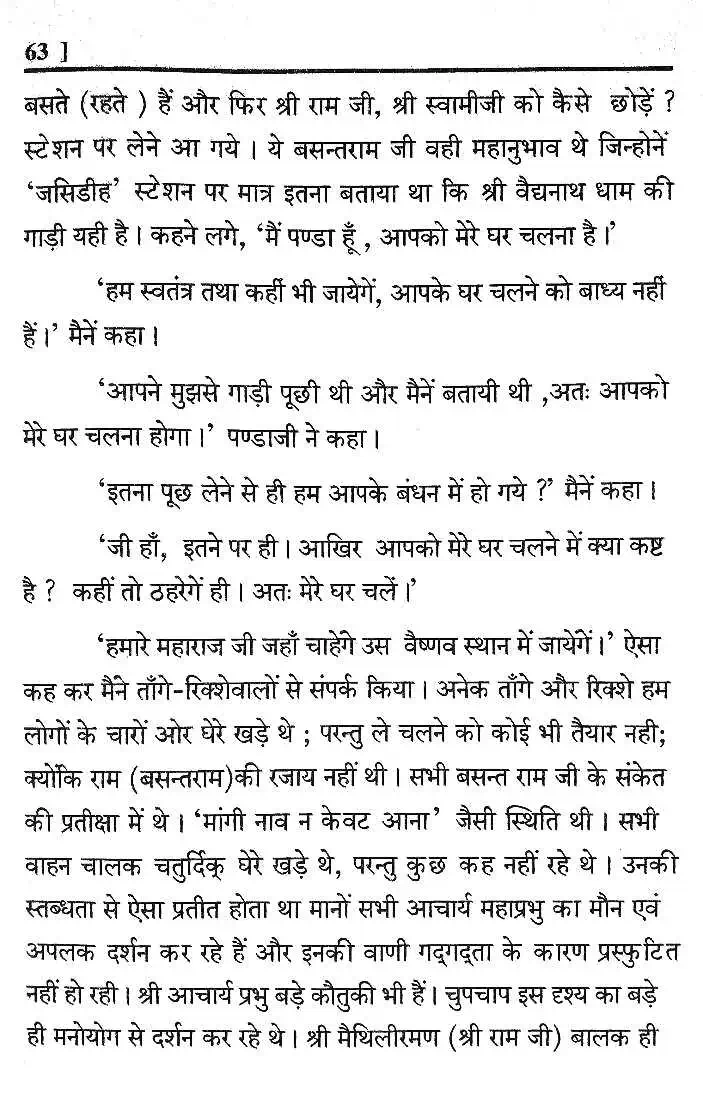 63 ]
बसते (रहते ) हैं और फिर श्री राम जी, श्री स्वामीजी को कैसे छोड़ें ?
स्टेशन पर लेने आ गये । ये बसन्तराम जी वही महानुभाव थे जिन्होनें
‘जसिडीह’ स्टेशन पर मात्र इतना बताया था कि श्री वैद्यनाथ धाम की
गाड़ी यही है । कहने लगे, ‘मैं पण्डा हूँ , आपको मेरे घर चलना है ।’
‘हम स्वतंत्र तथा कहीं भी जायेगें, आपके घर चलने को बाध्य नहीं
हैं ।’ मैनें कहा ।
‘आपने मुझसे गाड़ी पूछी थी और मैनें बतायी थी ,अतः आपको
मेरे घर चलना होगा ।’ पण्डाजी ने कहा ।
‘इतना पूछ लेने से ही हम आपके बंधन में हो गये ?’ मैनें कहा ।
‘जी हाँ, इतने पर ही । आखिर आपको मेरे घर चलने में क्या कष्ट
है ? कहीं तो ठहरेगें ही । अतः मेरे घर चलें ।’
‘हमारे महाराज जी जहाँ चाहेगे उस वैष्णव स्थान में जायेगें ।’ ऐसा
कह कर मैने ताँगे-रिक्शेवालों से संपर्क किया । अनेक ताँगे और रिक्शे हम
लोगों के चारों ओर घेरे खड़े थे ; परन्तु ले चलने को कोई भी तैयार नही;
क्योंकि राम (बसन्तराम)की रजाय नहीं थी । सभी बसन्त राम जी के संकेत
की प्रतीक्षा में थे । ‘मांगी नाव न केवट आना’ जैसी स्थिति थी । सभी
वाहन चालक चतुर्दिक् घेरे खड़े थे, परन्तु कुछ कह नहीं रहे थे । उनकी
स्तब्धता से ऐसा प्रतीत होता था मानों सभी आचार्य महाप्रभु का मौन एवं
अपलक दर्शन कर रहे हैं और इनकी वाणी गद्‌गद्‌ता के कारण प्रस्फुटित
नहीं हो रही । श्री आचार्य प्रभु बड़े कौतुकी भी हैं । चुपचाप इस दृश्य का बड़े
ही मनोयोग से दर्शन कर रहे थे । श्री मैथिलीरमण (श्री राम जी) बालक ही